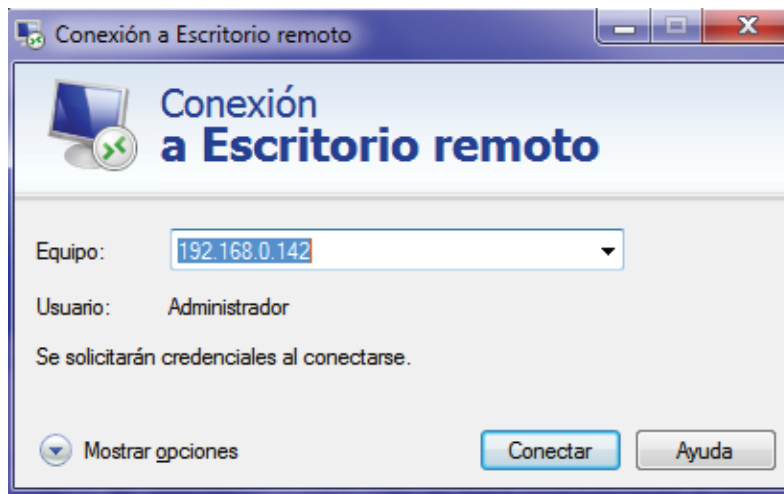 Conexión a Escritorio remoto
Conexión
a Escritorio remoto
Equipo: 192.168.0.142
Usuario: Administrador
Se solicitarán credenciales al conectarse.
Mostrar opciones Conectar Ayuda